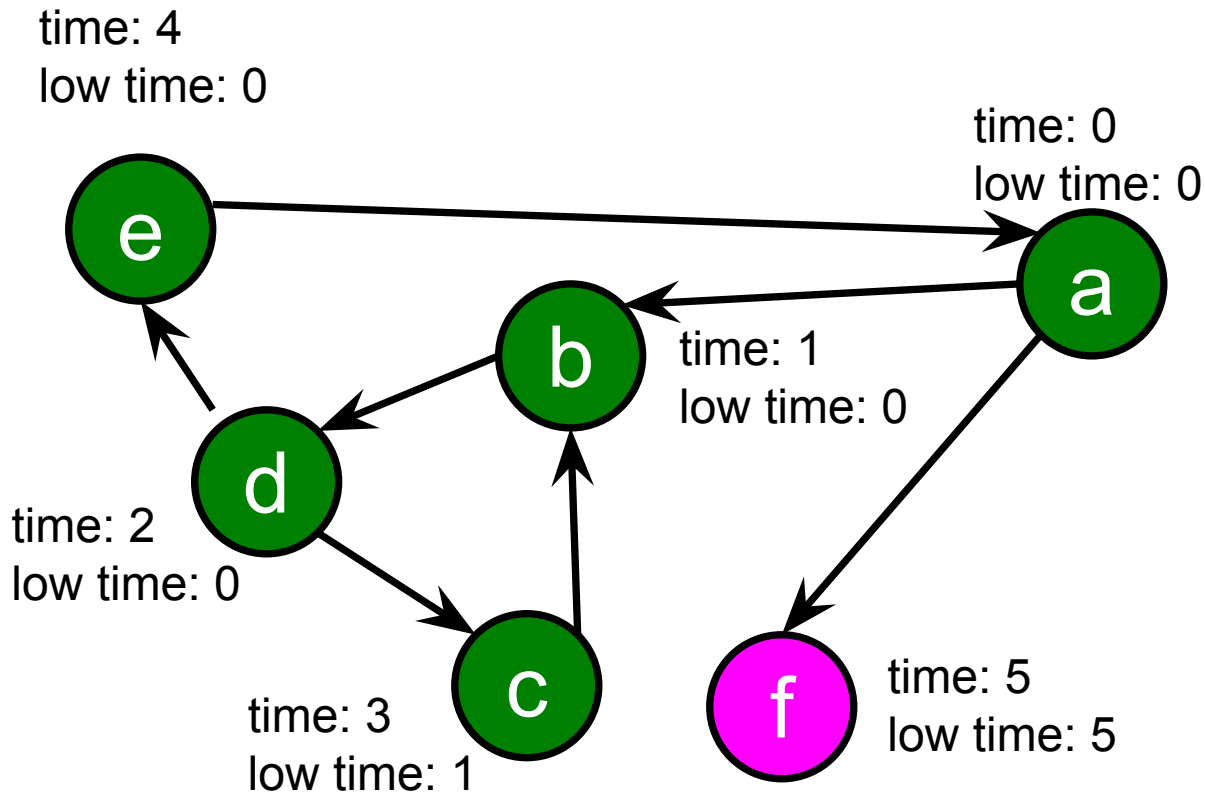 time: 4
low time: 0
time: 0
low time: 0
e
a
b
time: 1
low time: 0
d
time: 2
low time: 0
c
f
time: 5
low time: 5
time: 3
low time: 1